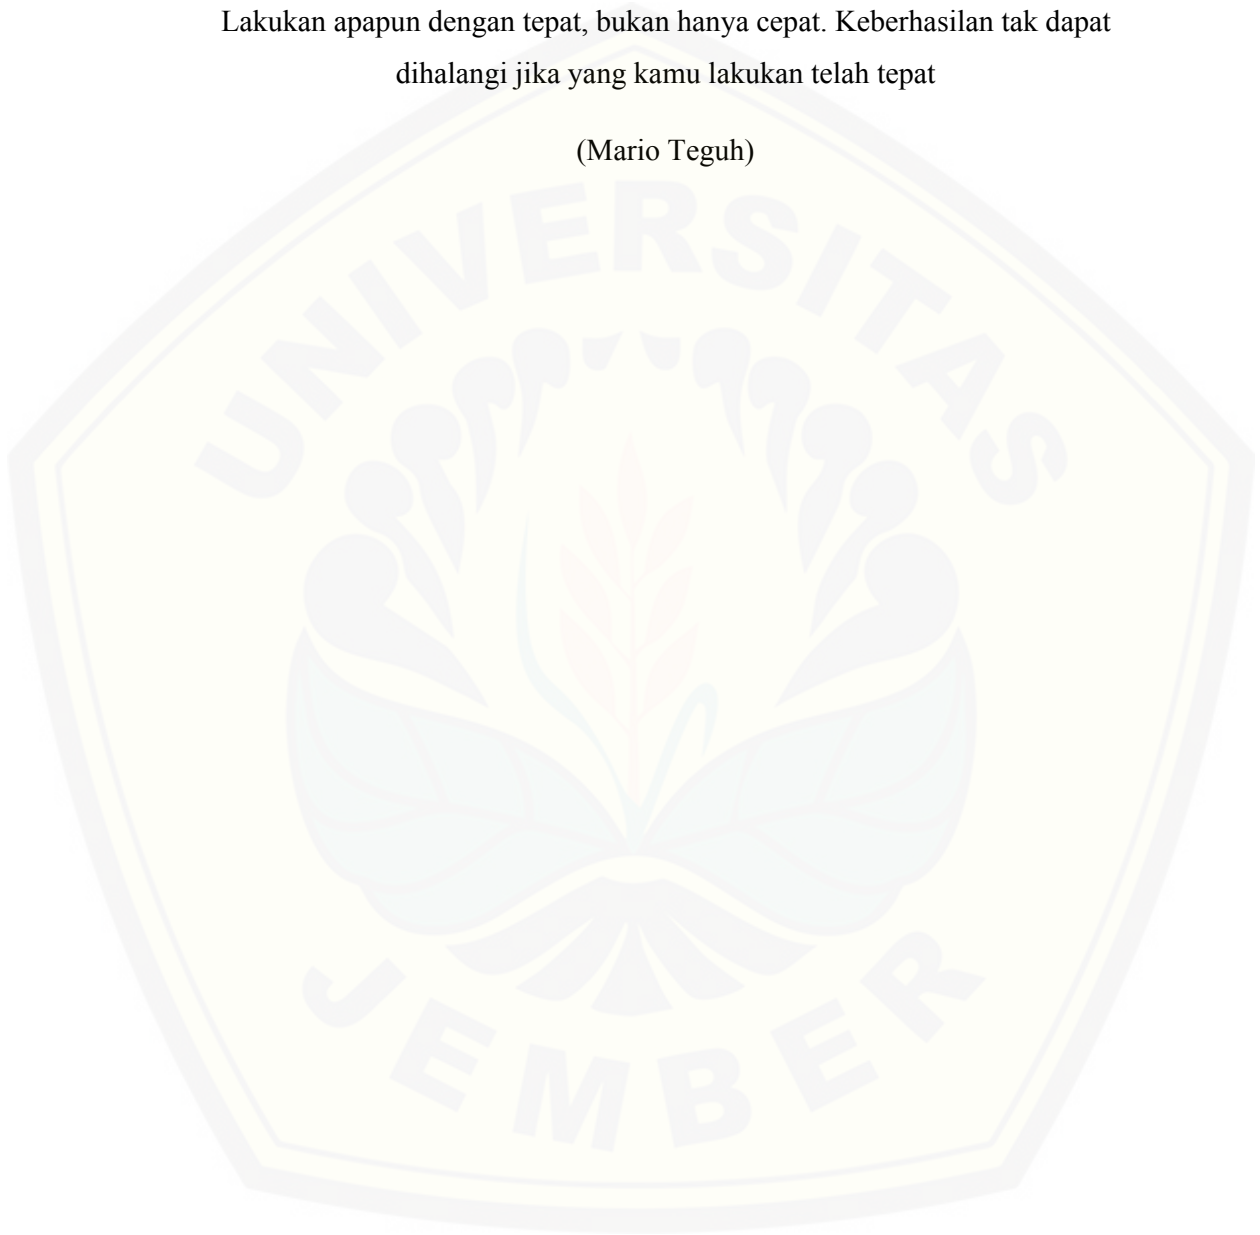 Lakukan apapun dengan tepat, bukan hanya cepat. Keberhasilan tak dapat
dihalangi jika yang kamu lakukan telah tepat
(Mario Teguh)
UNIVERSITAS
JEMBER